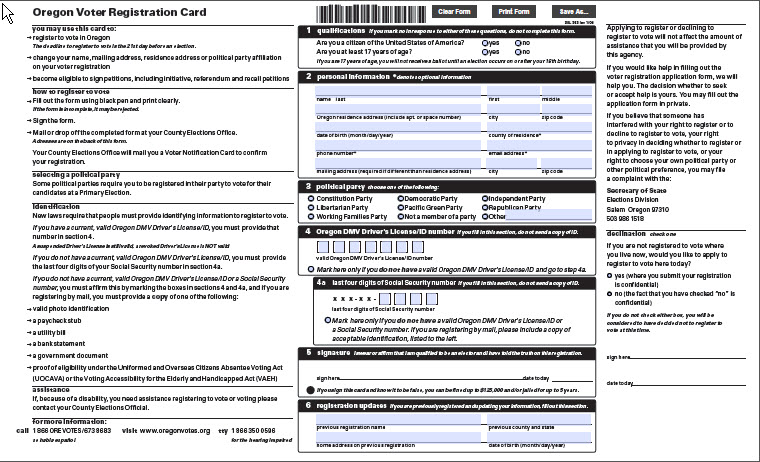 Oregon Voter Registration Card
you may use this card to:
register to vote in Oregon
The deadline to register to vote is the 21st day before an election.
change your name, mailing address, residence address or political party affiliation
on your voter registration
become eligible to sign petitions, including initiative, referendum and recall petitions
how to register to vote
Fill out the form using black pen and print clearly.
If the form is incomplete, it may be rejected.
Sign the form.
Mail or drop off the completed form at your County Elections Office.
Addresses are on the back of this form.
Your County Elections Office will mail you a Voter Notification Card to confirm
your registration.
selecting a political party
Some political parties require you to be registered in their party to vote for their
candidates at a Primary Election.
identification
New laws require that people must provide identifying information to register to vote.
If you have a current, valid Oregon DMV Driver's License/ID, you must provide that
number in section 4.
A suspended Driver's License is still valid, a revoked Driver's License is NOT valid
If you do not have a current, valid Oregon DMV Driver's License/ID, you must provide
the last four digits of your Social Security number in section 4a.
If you do not have a current, valid Oregon DMV Driver's License/ID or a Social Security
number, you must affirm this by marking the boxes in sections 4 and 4a, and if you are
registering by mail, you must provide a copy of one of the following:
valid photo identification
a paycheck stub
a utility bill
a bank statement
a government document
proof of eligibility under the Uniformed and Overseas Citizens Absentee Voting Act
(UOCAVA) or the Voting Accessibility for the Elderly and Handicapped Act (VAEH)
assistance
If, because of a disability, you need assistance registering to vote or voting please
contact your County Elections Official.
for more information:
call 1 866 ORE VOTES/673 8683 visit www.oregonvotes.org tty 1 866 350 0596
se habla español for the hearing impaired
Clear Form Print Form Save As...
1 qualifications If you mark no in response to either of these questions, do not complete this form.
Are you a citizen of the United States of America? yes no
Are you at least 17 years of age? yes no
If you are 17 years of age, you will not receive a ballot until an election occurs on or after your 18th birthday.
2 personal information *denotes optional information
name last first middle
Oregon residence address (include apt. or space number) city zip code
date of birth (month/day/year) county of residence*
phone number* email address*
mailing address (required if different than residence address) city zip code
3 political party choose one of the following:
Constitution Party Democratic Party Independent Party
Libertarian Party Pacific Green Party Republican Party
Working Families Party Not a member of a party Other
4 Oregon DMV Driver's License/ID number If you fill in this section, do not send a copy of ID.
valid Oregon DMV Driver's License/ID number
Mark here only if you do not have a valid Oregon DMV Driver's License/ID and go to step 4a.
4a last four digits of Social Security number If you fill in this section, do not send a copy of ID.
x x x - x x -
last four digits of Social Security number
Mark here only if you do not have a valid Oregon DMV Driver's License/ID or
a Social Security number. If you are registering by mail, please include a copy of
acceptable identification, listed to the left.
5 signature I swear or affirm that I am qualified to be an elector and I have told the truth on this registration.
sign here date today
If you sign this card and know it to be false, you can be fined up to $125,000 and/or jailed for up to 5 years.
6 registration updates If you are previously registered and updating your information, fill out this section.
previous registration name previous county and state
home address on previous registration date of birth (month/day/year)
Applying to register or declining to
register to vote will not affect the amount of
assistance that you will be provided by
this agency.
If you would like help in filling out the
voter registration application form, we will
help you. The decision whether to seek
or accept help is yours. You may fill out the
application form in private.
If you believe that someone has
interfered with your right to register or to
decline to register to vote, your right
to privacy in deciding whether to register or
in applying to register to vote, or your
right to choose your own political party or
other political preference, you may file
a complaint with the:
Secretary of State
Elections Division
Salem Oregon 97310
503 986 1518
declination check one
If you are not registered to vote where
you live now, would you like to apply to
register to vote here today?
yes (where you submit your registration
is confidential)
no (the fact that you have checked "no" is
confidential)
If you do not check either box, you will be
considered to have decided not to register to
vote at this time.
sign here
date today